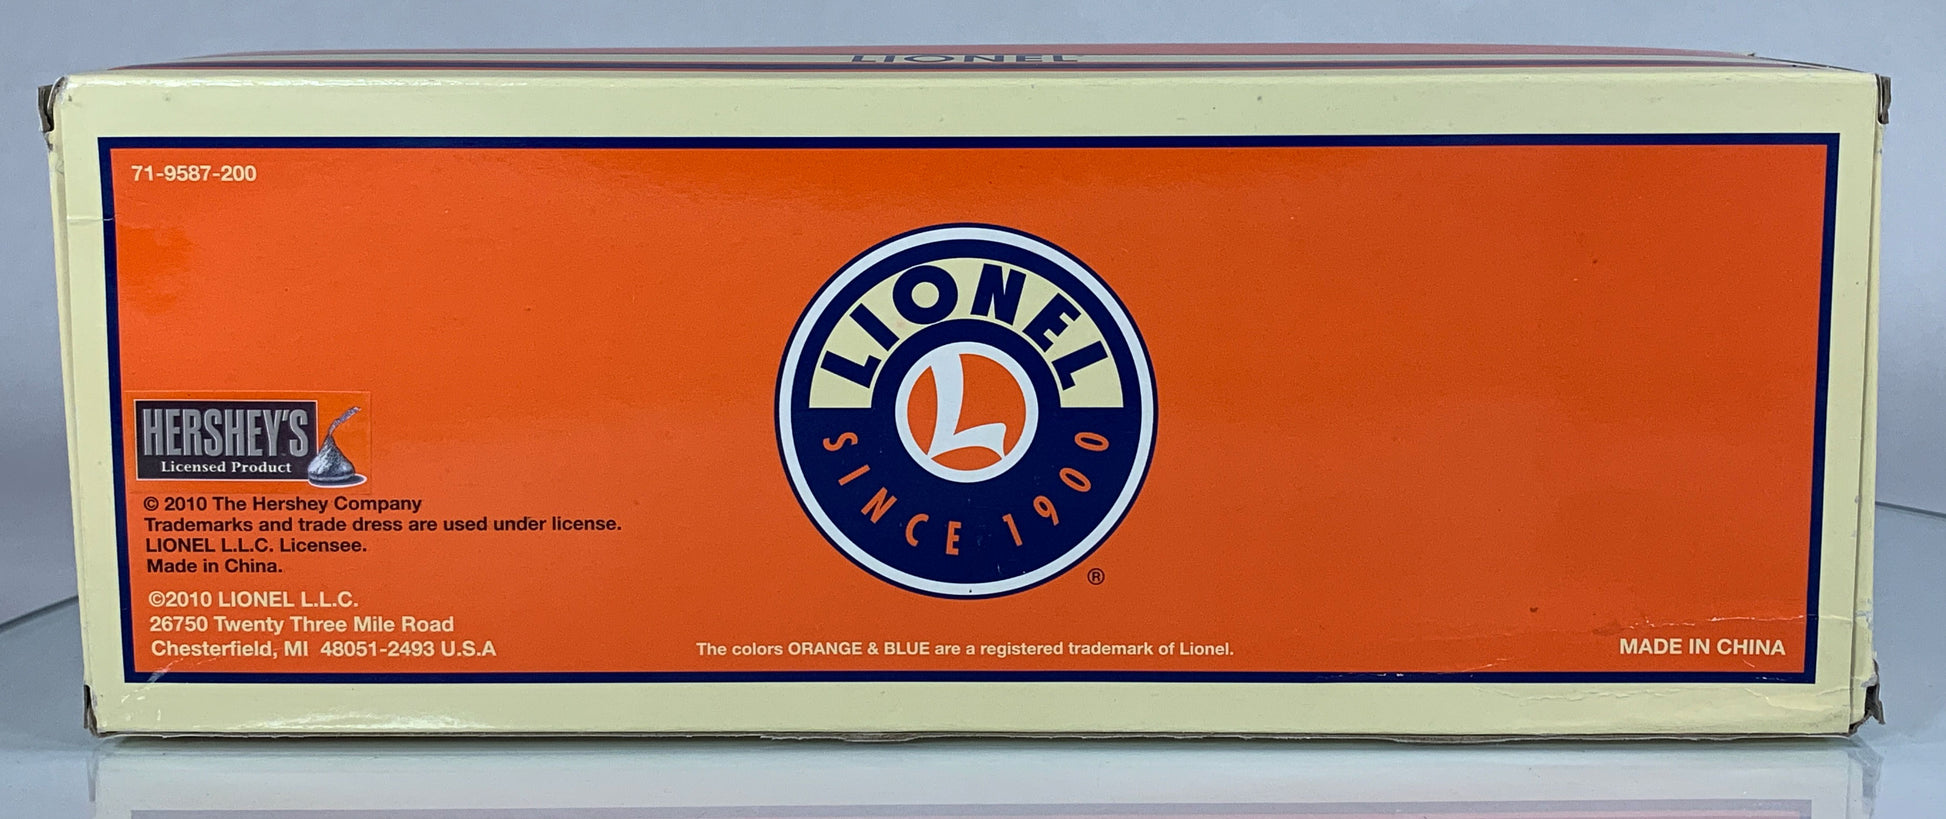 LIONEL
71-9587-200
LIONEL
L
SINCE 1900
®
HERSHEY'S
Licensed Product
© 2010 The Hershey Company
Trademarks and trade dress are used under license.
LIONEL L.L.C. Licensee.
Made in China.
©2010 LIONEL L.L.C.
26750 Twenty Three Mile Road
Chesterfield, MI 48051-2493 U.S.A
The colors ORANGE & BLUE are a registered trademark of Lionel.
MADE IN CHINA